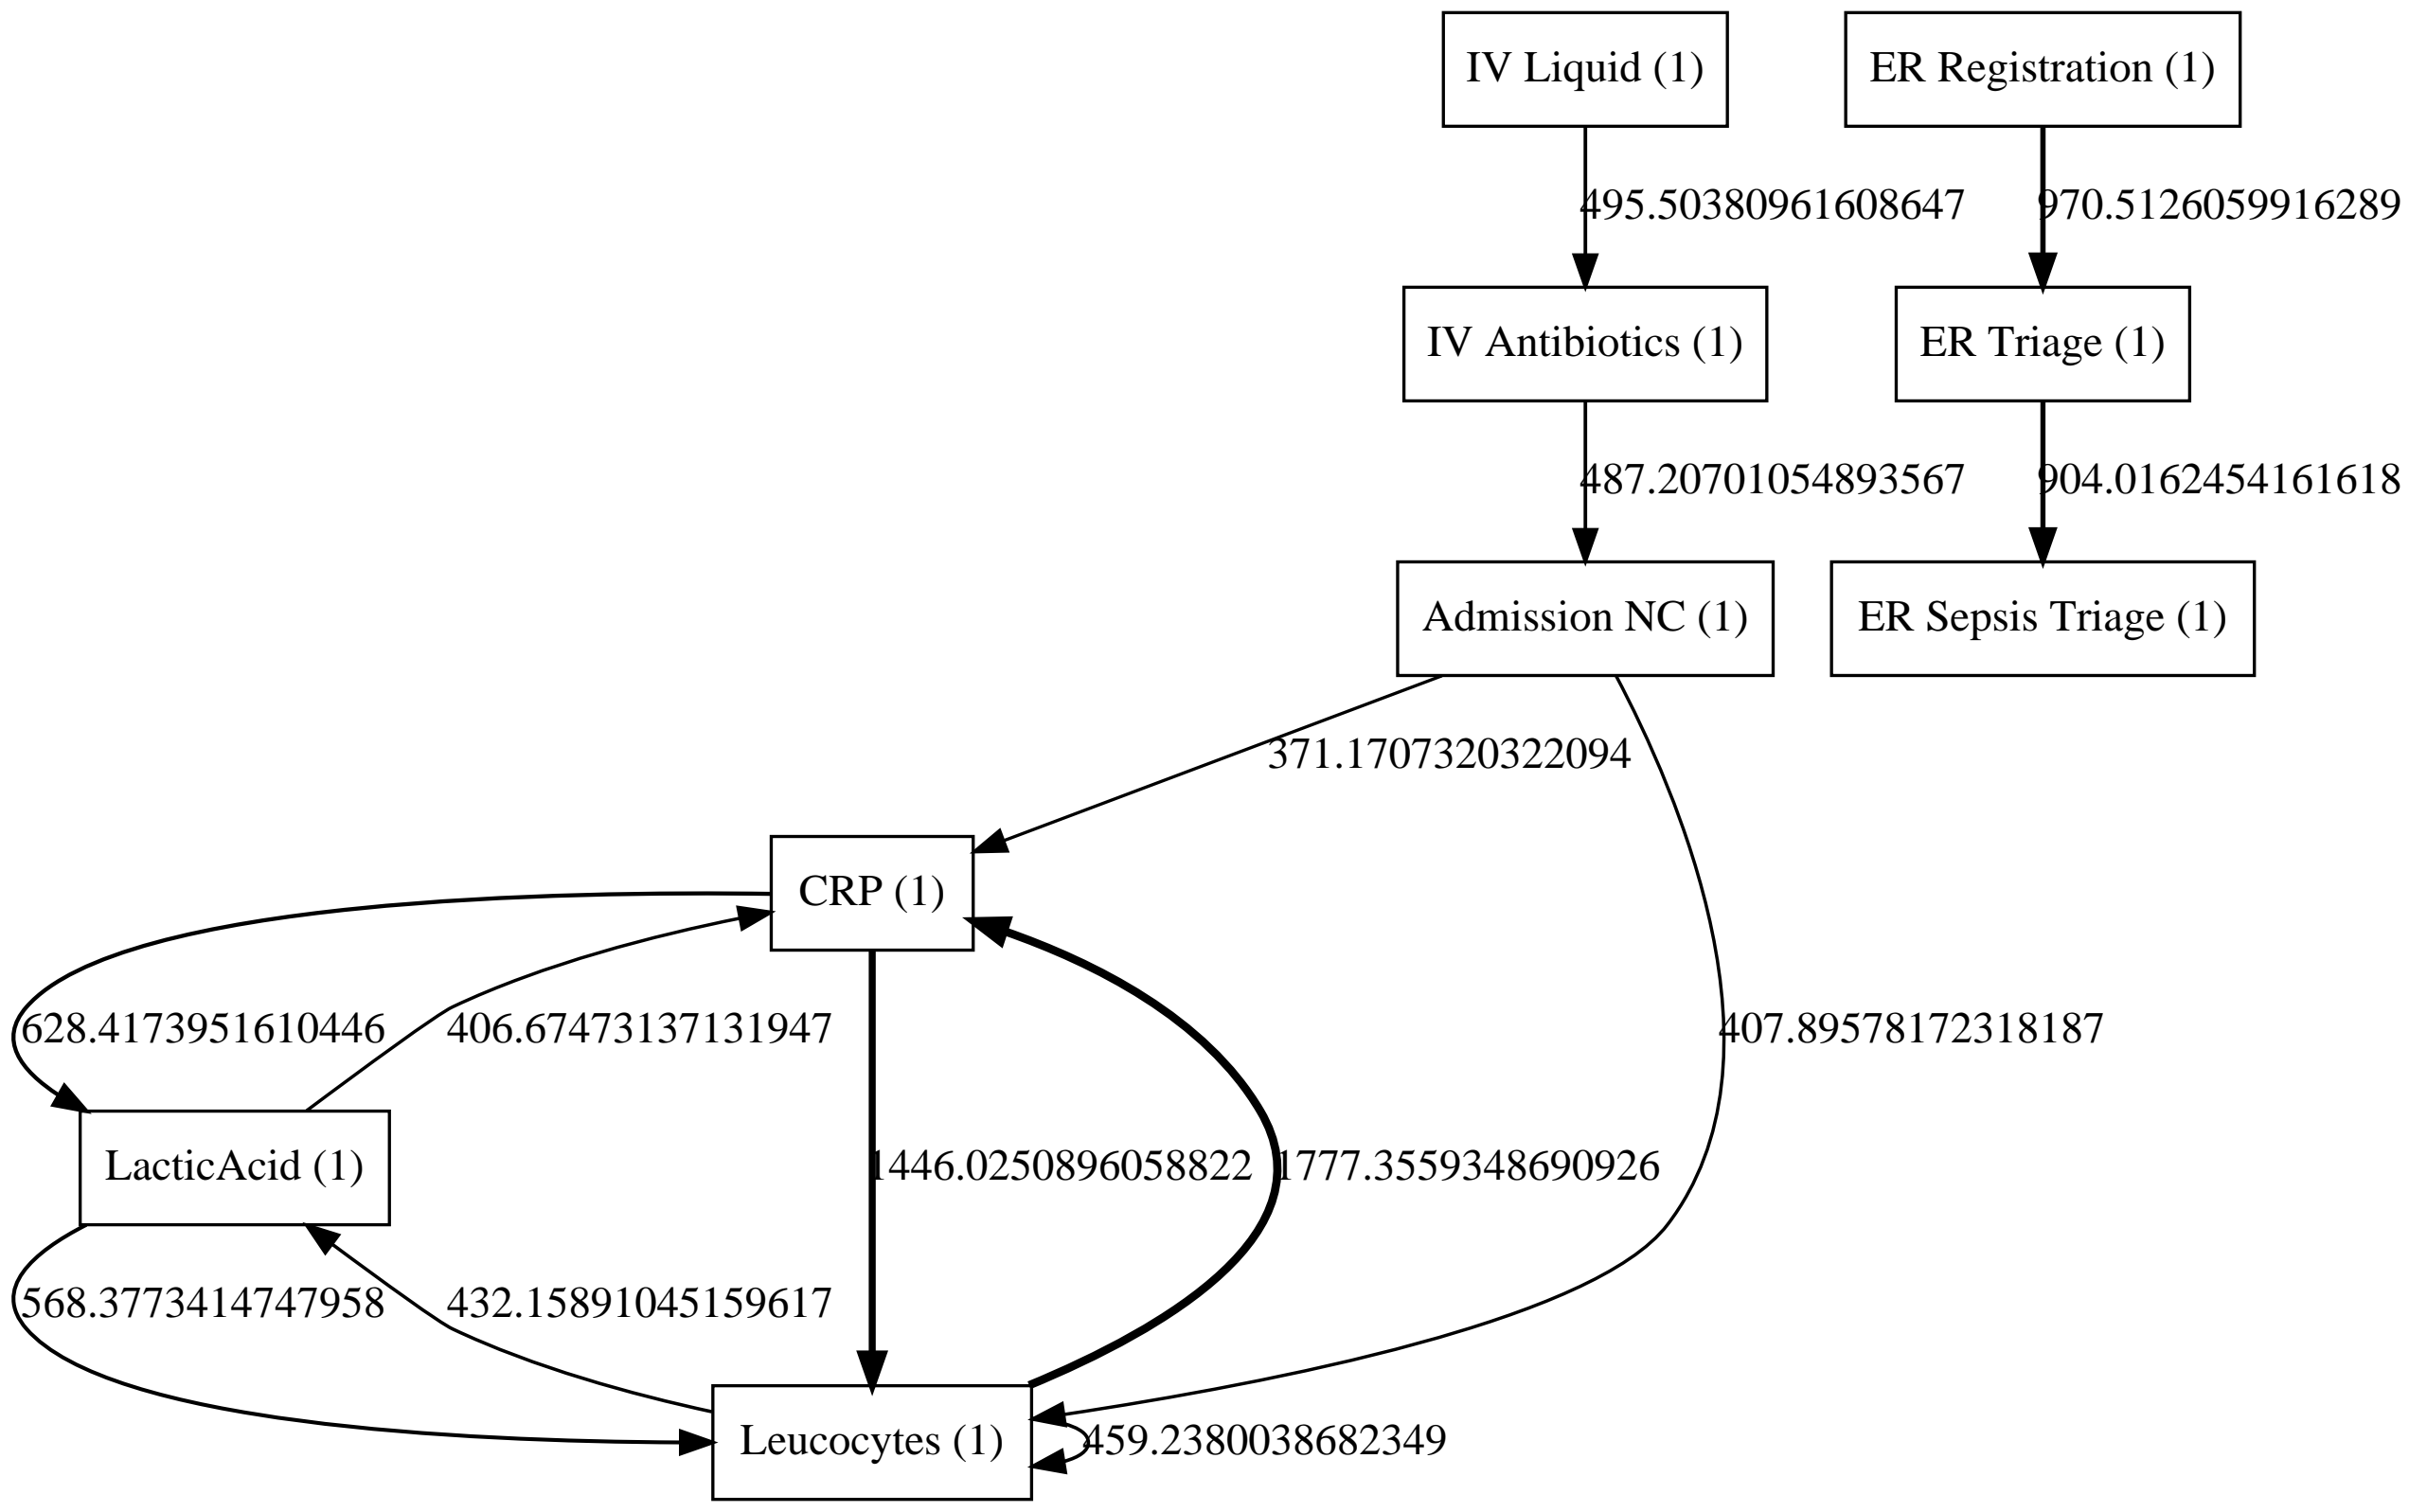 IV Liquid (1)
ER Registration (1)
495.50380961608647
970.5126059916289
IV Antibiotics (1)
ER Triage (1)
487.20701054893567
904.0162454161618
Admission NC (1)
ER Sepsis Triage (1)
371.1707320322094
CRP (1)
628.4173951610446
406.67473137131947
407.89578172318187
LacticAcid (1)
1446.0250896058822
1777.3559348690926
568.3773414747958
432.15891045159617
Leucocytes (1)
459.2380038682349